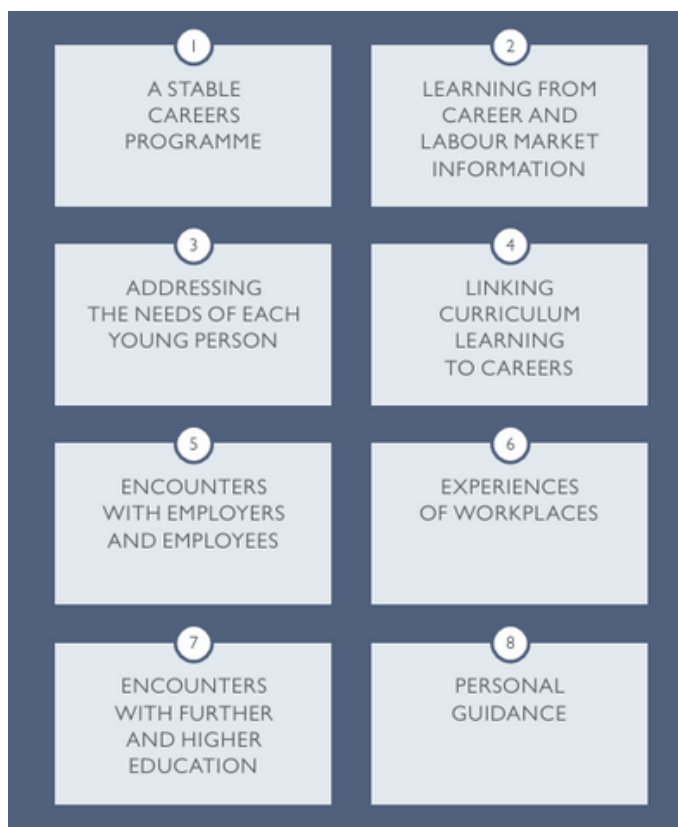 1
A STABLE
CAREERS
PROGRAMME
2
LEARNING FROM
CAREER AND
LABOUR MARKET
INFORMATION
3
ADDRESSING
THE NEEDS OF EACH
YOUNG PERSON
4
LINKING
CURRICULUM
LEARNING
TO CAREERS
5
ENCOUNTERS
WITH EMPLOYERS
AND EMPLOYEES
6
EXPERIENCES
OF WORKPLACES
7
ENCOUNTERS
WITH FURTHER
AND HIGHER
EDUCATION
8
PERSONAL
GUIDANCE